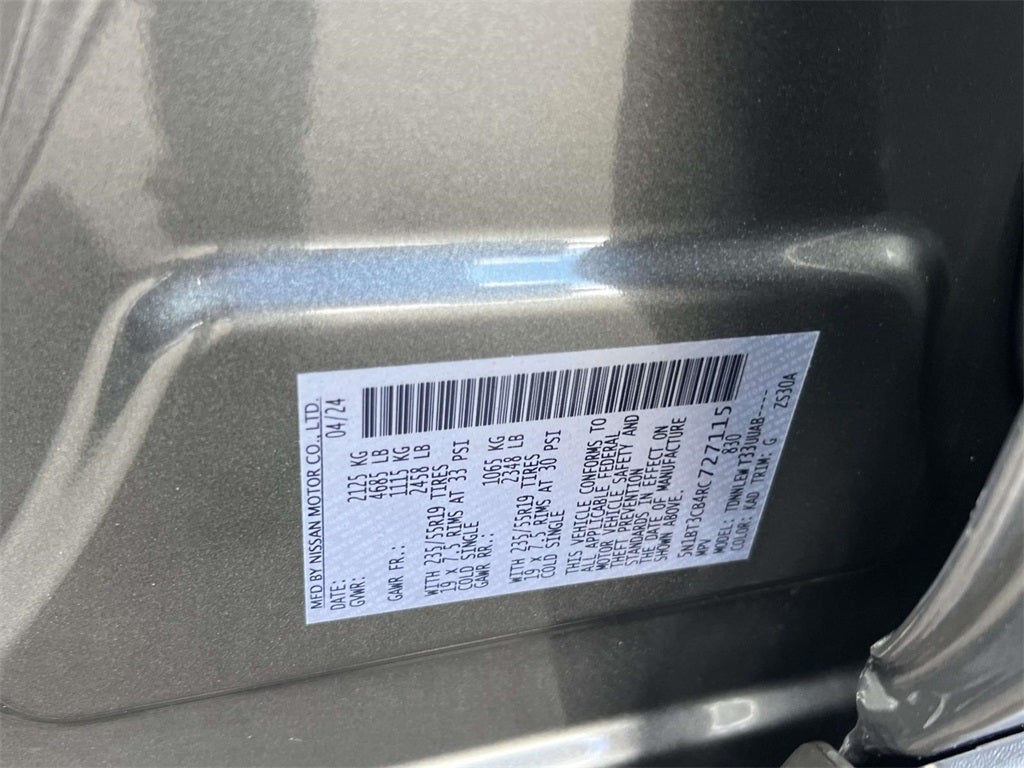 MFD BY NISSAN MOTOR CO., LTD.
DATE: 04/24
GVWR: 2125 KG
4685 LB
GAWR FR.: 1115 KG
2458 LB
WITH 235/55R19 TIRES
19 x 7.5 RIMS AT 33 PSI
COLD SINGLE
GAWR RR.: 1065 KG
2348 LB
WITH 235/55R19 TIRES
19 x 7.5 RIMS AT 30 PSI
COLD SINGLE
THIS VEHICLE CONFORMS TO
ALL APPLICABLE FEDERAL
MOTOR VEHICLE SAFETY AND
THEFT PREVENTION
STANDARDS IN EFFECT ON
THE DATE OF MANUFACTURE
SHOWN ABOVE.
5N1BT3CB4RC727115
MPV 830
MODEL: TDNNLEWT33UUAB----
COLOR: KAD TRIM: G ZS30A